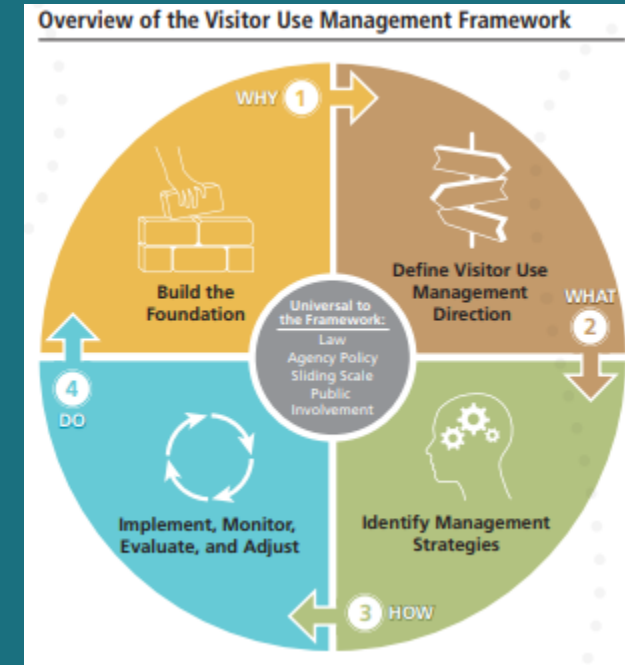 Overview of the Visitor Use Management Framework
WHY 1
Build the
Foundation
Define Visitor Use
Management
Direction
WHAT
2
Universal to
the Framework:
Law
Agency Policy
Sliding Scale
Public
Involvement
4
DO
Implement, Monitor,
Evaluate, and Adjust
Identify Management
Strategies
3 HOW